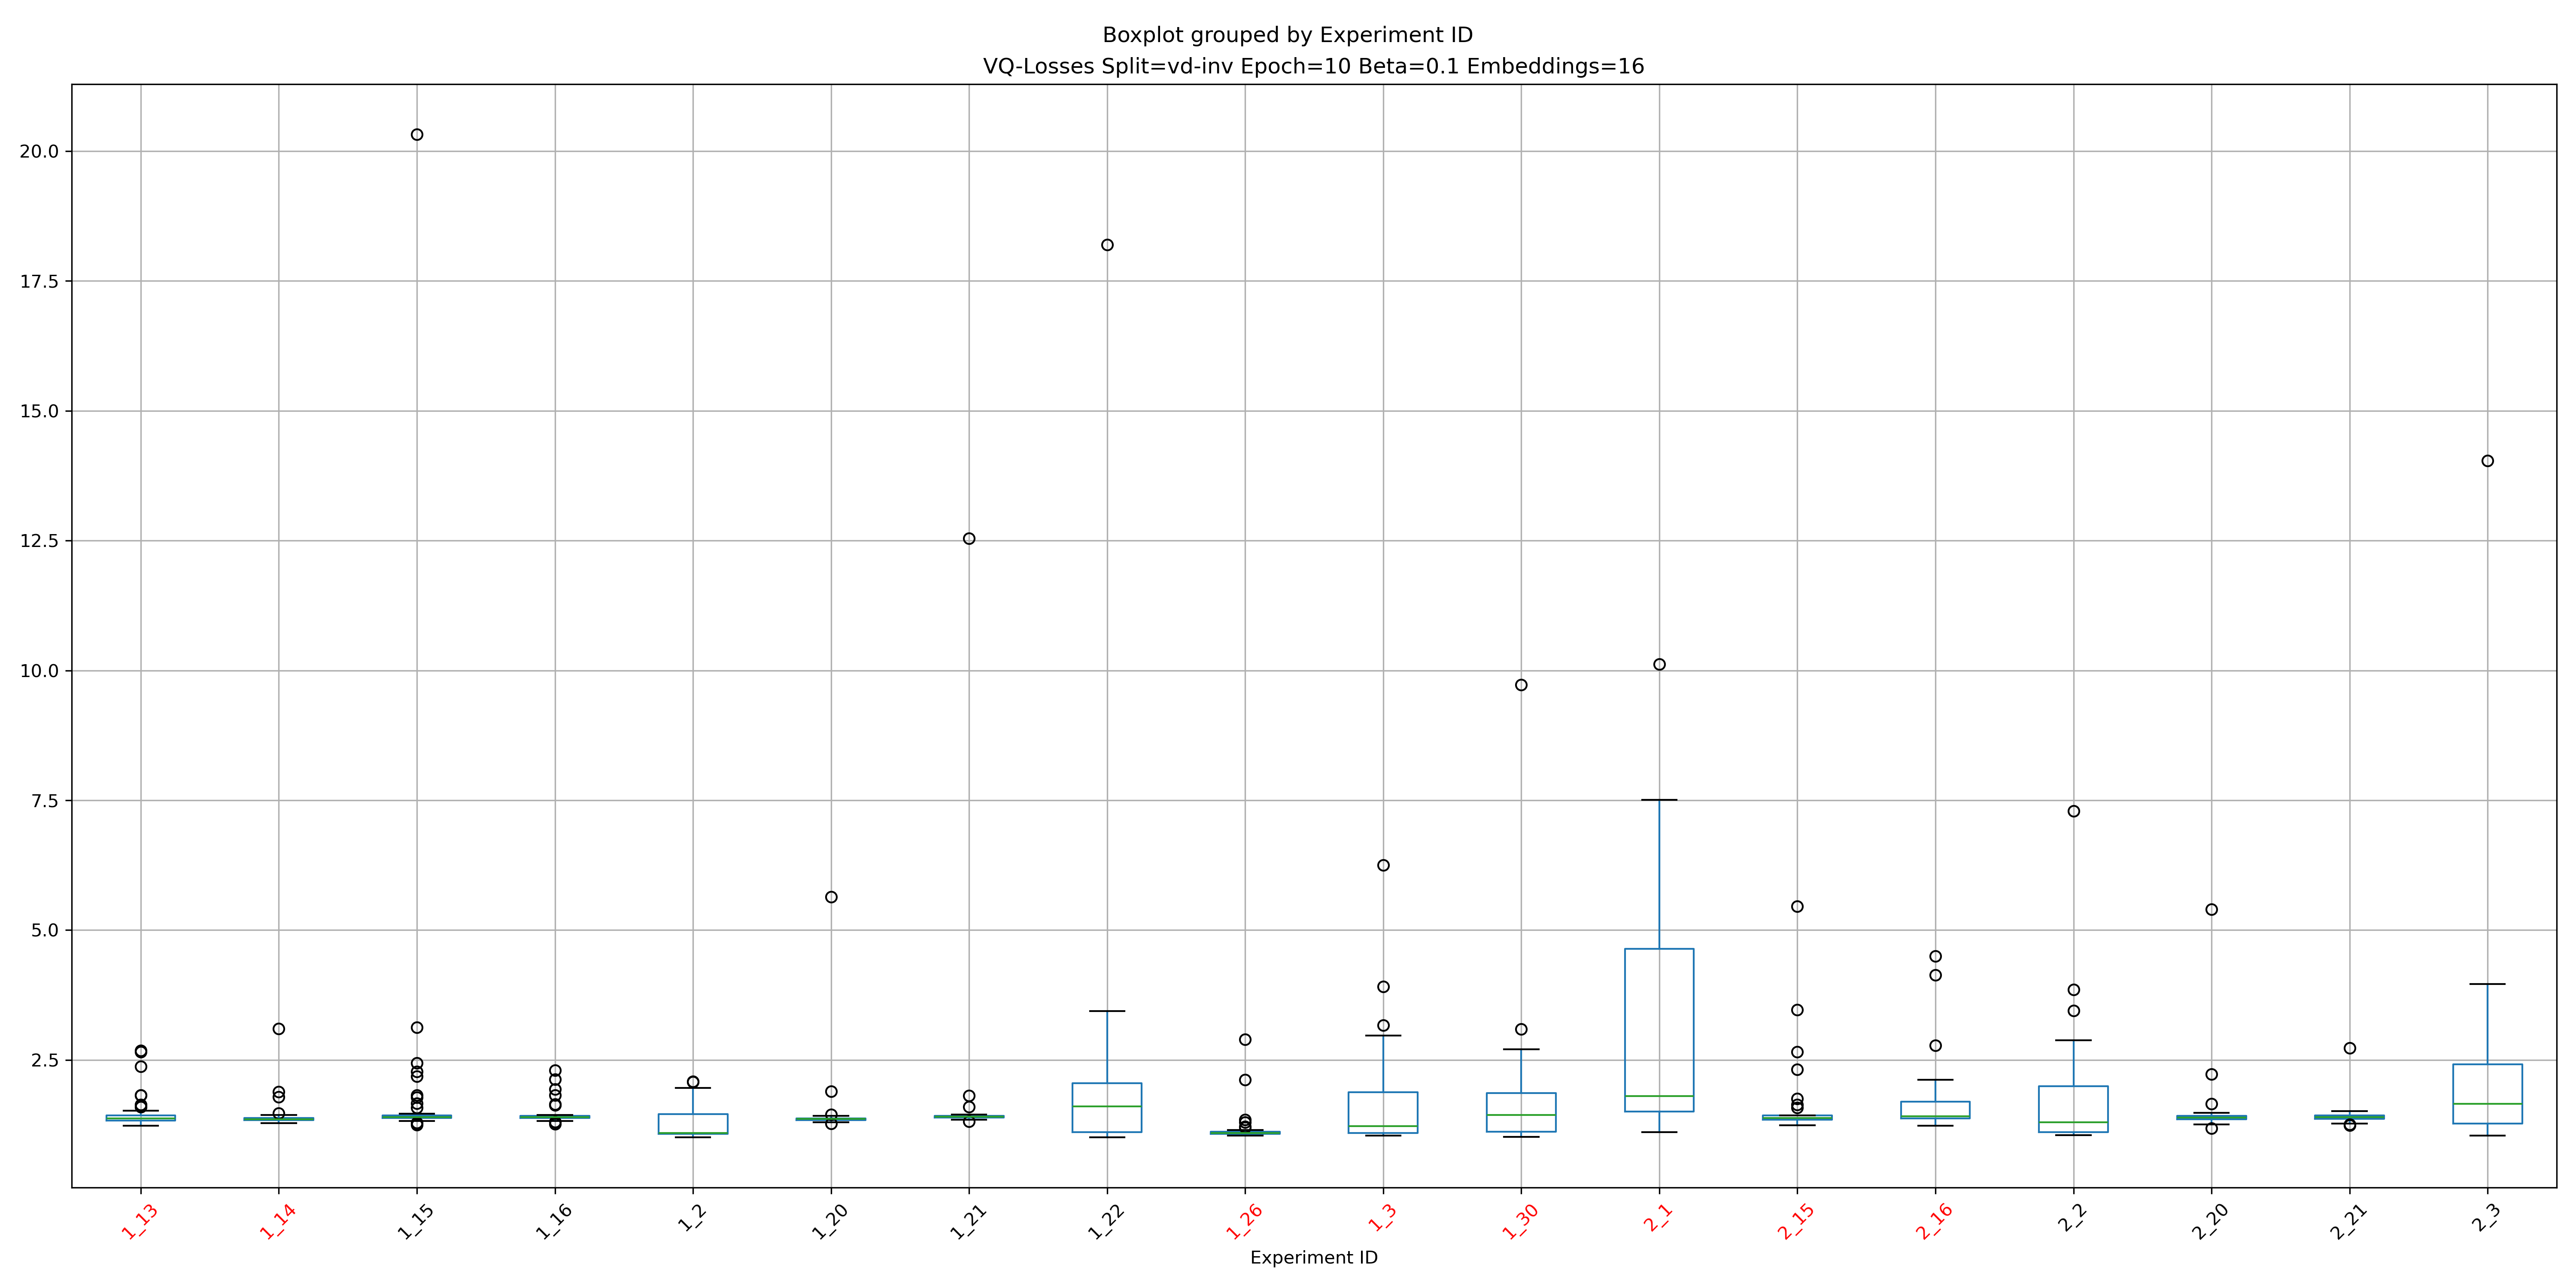 Boxplot grouped by Experiment ID
VQ-Losses Split=vd-inv Epoch=10 Beta=0.1 Embeddings=16
20.0
17.5
15.0
12.5
10.0
7.5
5.0
2.5
1_13 1_14 1_15 1_16 1_2 1_20 1_21 1_22 1_26 1_3 1_30 2_1 2_15 2_16 2_2 2_20 2_21 2_3
Experiment ID